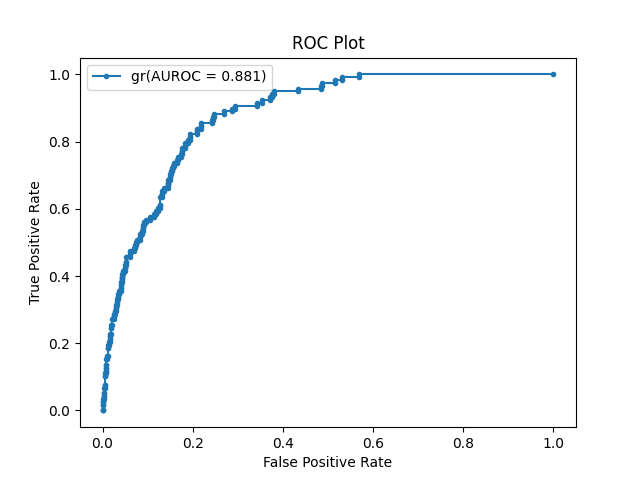 ROC Plot
gr(AUROC = 0.881)
True Positive Rate
1.0
0.8
0.6
0.4
0.2
0.0
0.0 0.2 0.4 0.6 0.8 1.0
False Positive Rate